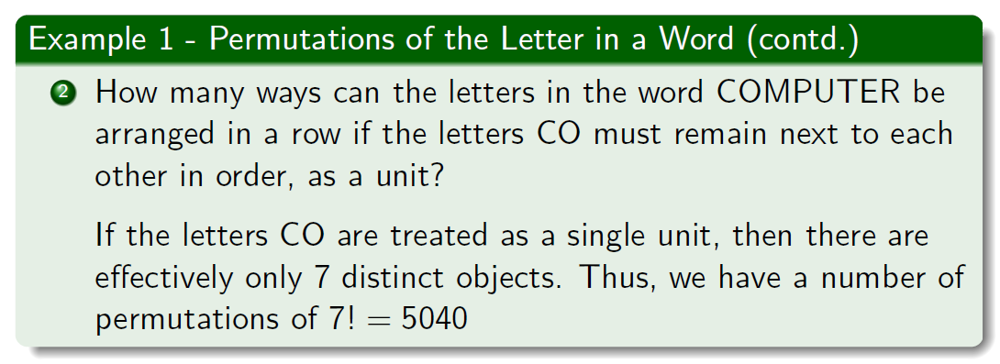 Example 1 - Permutations of the Letter in a Word (contd.)
2 How many ways can the letters in the word COMPUTER be
arranged in a row if the letters CO must remain next to each
other in order, as a unit?
If the letters CO are treated as a single unit, then there are
effectively only 7 distinct objects. Thus, we have a number of
permutations of 7! = 5040